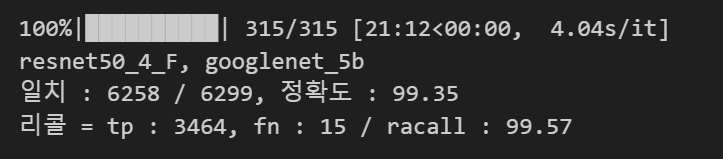 100%|██████████| 315/315 [21:12<00:00,  4.04s/it]
resnet50_4_F, googlenet_5b
일치 : 6258 / 6299, 정확도 : 99.35
리콜 = tp : 3464, fn : 15 / racall : 99.57